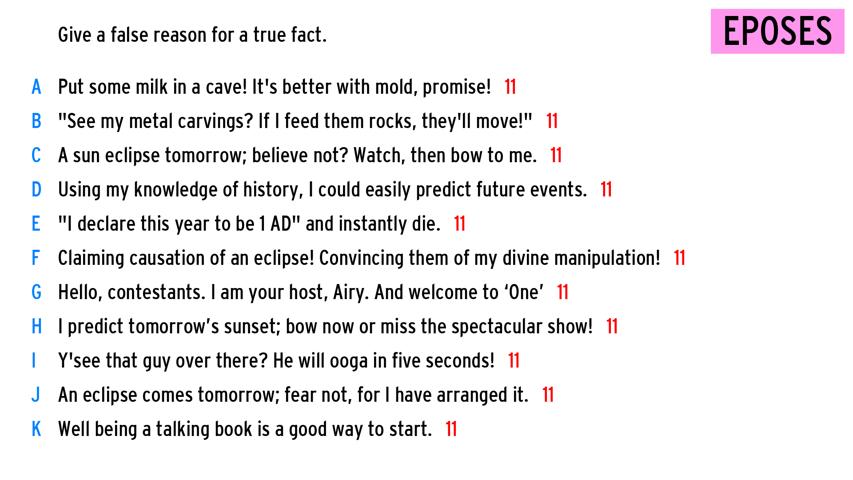 Give a false reason for a true fact.
EPOSES
A Put some milk in a cave! It's better with mold, promise! 11
B "See my metal carvings? If I feed them rocks, they'll move!" 11
C A sun eclipse tomorrow; believe not? Watch, then bow to me. 11
D Using my knowledge of history, I could easily predict future events. 11
E "I declare this year to be 1 AD" and instantly die. 11
F Claiming causation of an eclipse! Convincing them of my divine manipulation! 11
G Hello, contestants. I am your host, Airy. And welcome to ‘One’ 11
H I predict tomorrow’s sunset; bow now or miss the spectacular show! 11
I Y'see that guy over there? He will ooga in five seconds! 11
J An eclipse comes tomorrow; fear not, for I have arranged it. 11
K Well being a talking book is a good way to start. 11